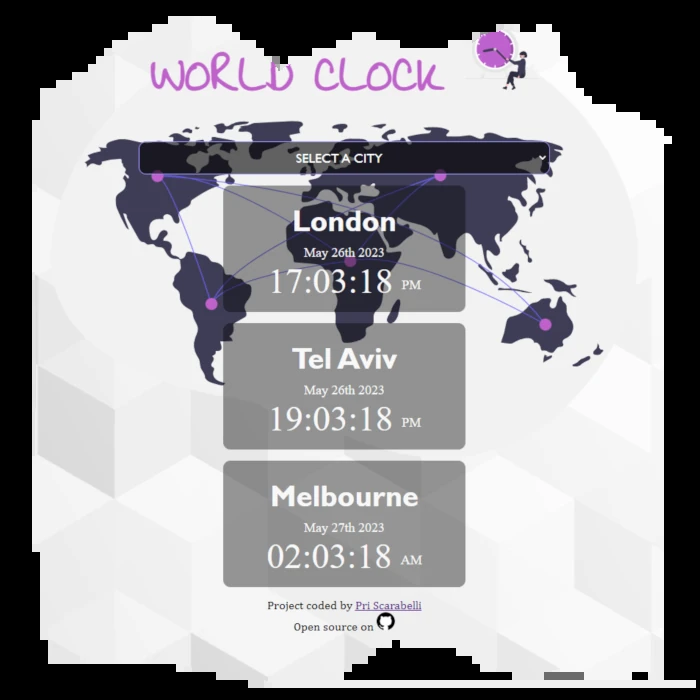 WORLD CLOCK
SELECT A CITY
London
May 26th 2023
17:03:18 PM
Tel Aviv
May 26th 2023
19:03:18 PM
Melbourne
May 27th 2023
02:03:18 AM
Project coded by Pri Scarabelli
Open source on